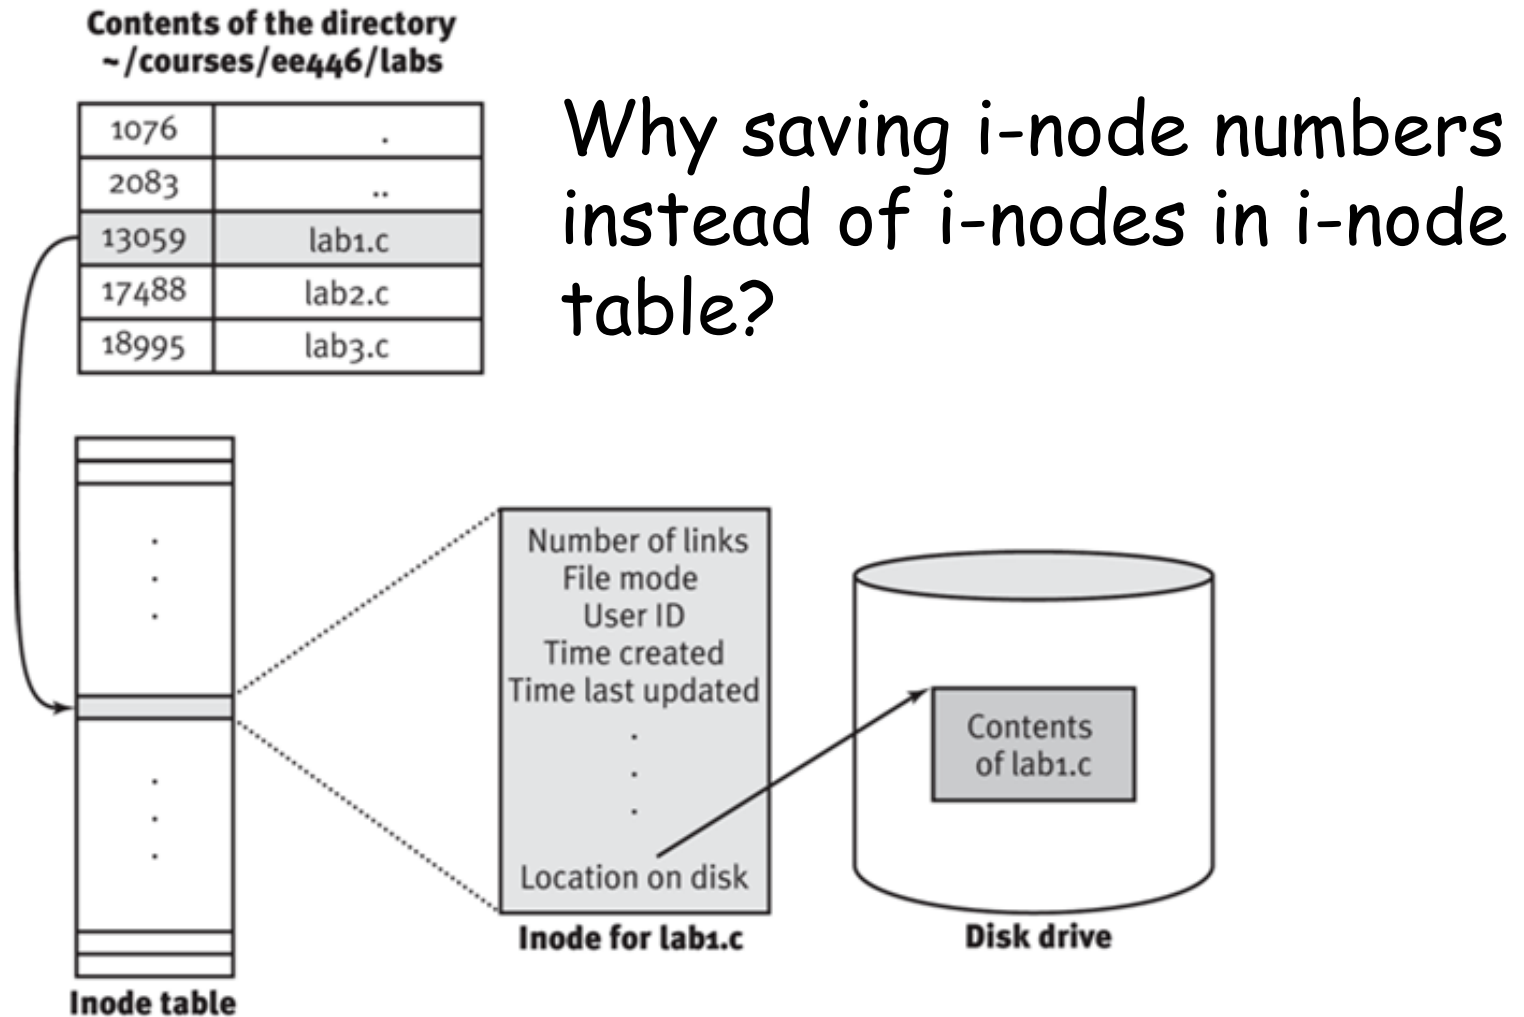 Contents of the directory
~/courses/ee446/labs
1076 .
2083 ..
13059 lab1.c
17488 lab2.c
18995 lab3.c
Why saving i-node numbers
instead of i-nodes in i-node
table?
Inode table
Number of links
File mode
User ID
Time created
Time last updated
.
.
.
Location on disk
Inode for lab1.c
Contents
of lab1.c
Disk drive